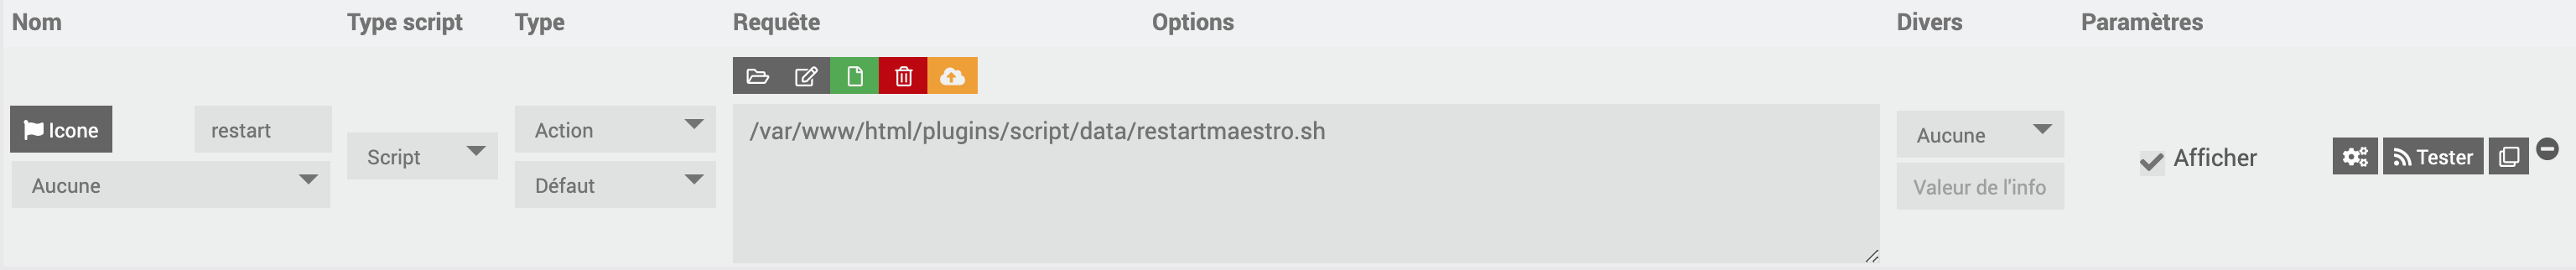 Nom Type script Type Requête Options Divers Paramètres
Icone restart Script Action /var/www/html/plugins/script/data/restartmaestro.sh Aucune Afficher Tester
Aucune Défaut Valeur de l'info